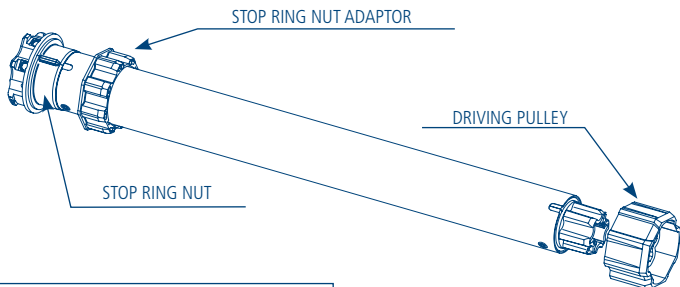 STOP RING NUT ADAPTOR
DRIVING PULLEY
STOP RING NUT